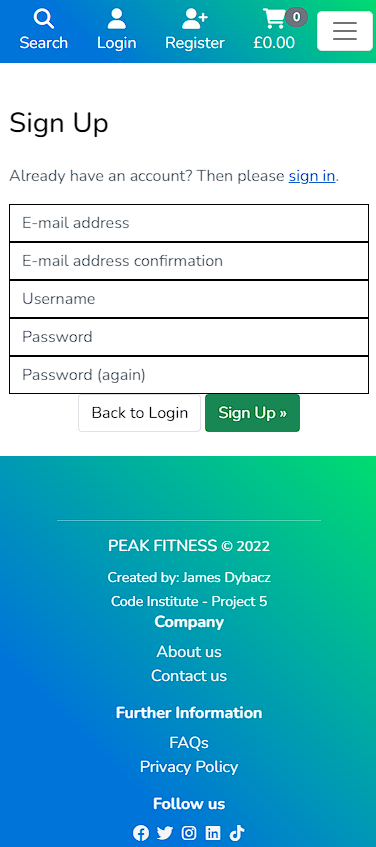 Search Login Register £0.00 0
Sign Up
Already have an account? Then please sign in.
E-mail address
E-mail address confirmation
Username
Password
Password (again)
Back to Login Sign Up »
PEAK FITNESS © 2022
Created by: James Dybacz
Code Institute - Project 5
Company
About us
Contact us
Further Information
FAQs
Privacy Policy
Follow us